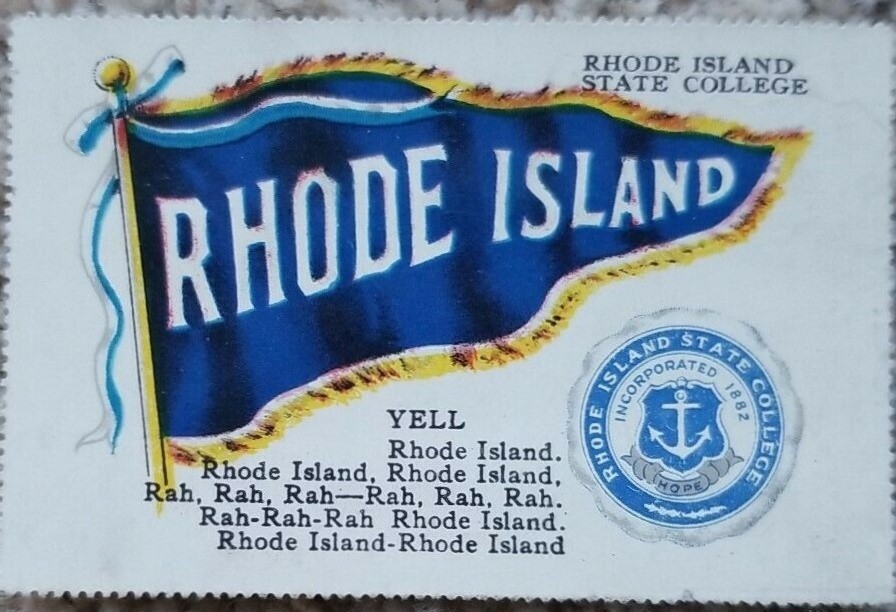 RHODE ISLAND
STATE COLLEGE
RHODE ISLAND
YELL
Rhode Island.
Rhode Island, Rhode Island,
Rah, Rah, Rah—Rah, Rah, Rah.
Rah-Rah-Rah Rhode Island.
Rhode Island-Rhode Island
RHODE ISLAND STATE COLLEGE
INCORPORATED 1882
HOPE